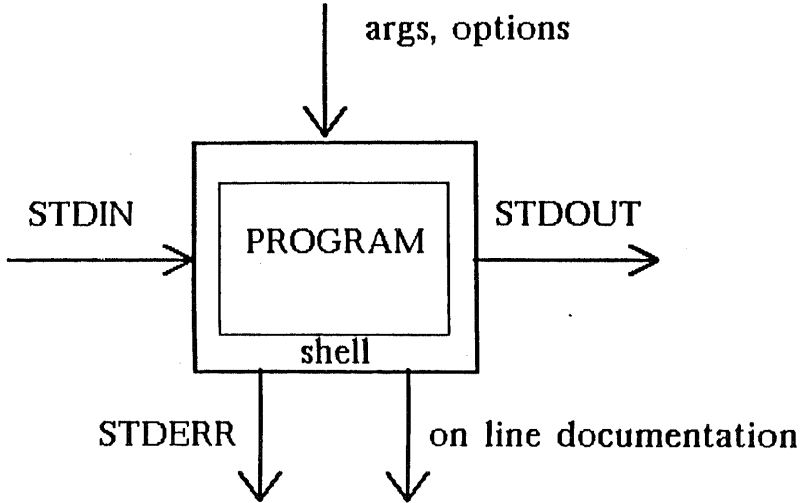 args, options
STDIN
STDOUT
PROGRAM
shell
STDERR
on line documentation